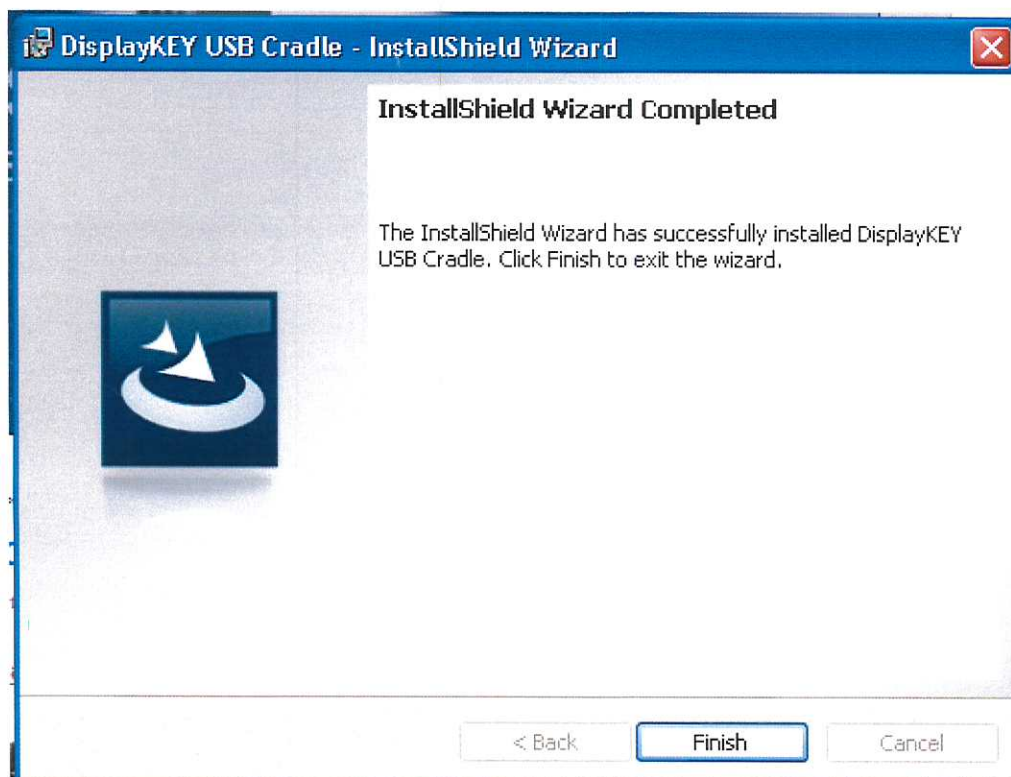 DisplayKEY USB Cradle - InstallShield Wizard
InstallShield Wizard Completed
The InstallShield Wizard has successfully installed DisplayKEY
USB Cradle. Click Finish to exit the wizard.
< Back
Finish
Cancel